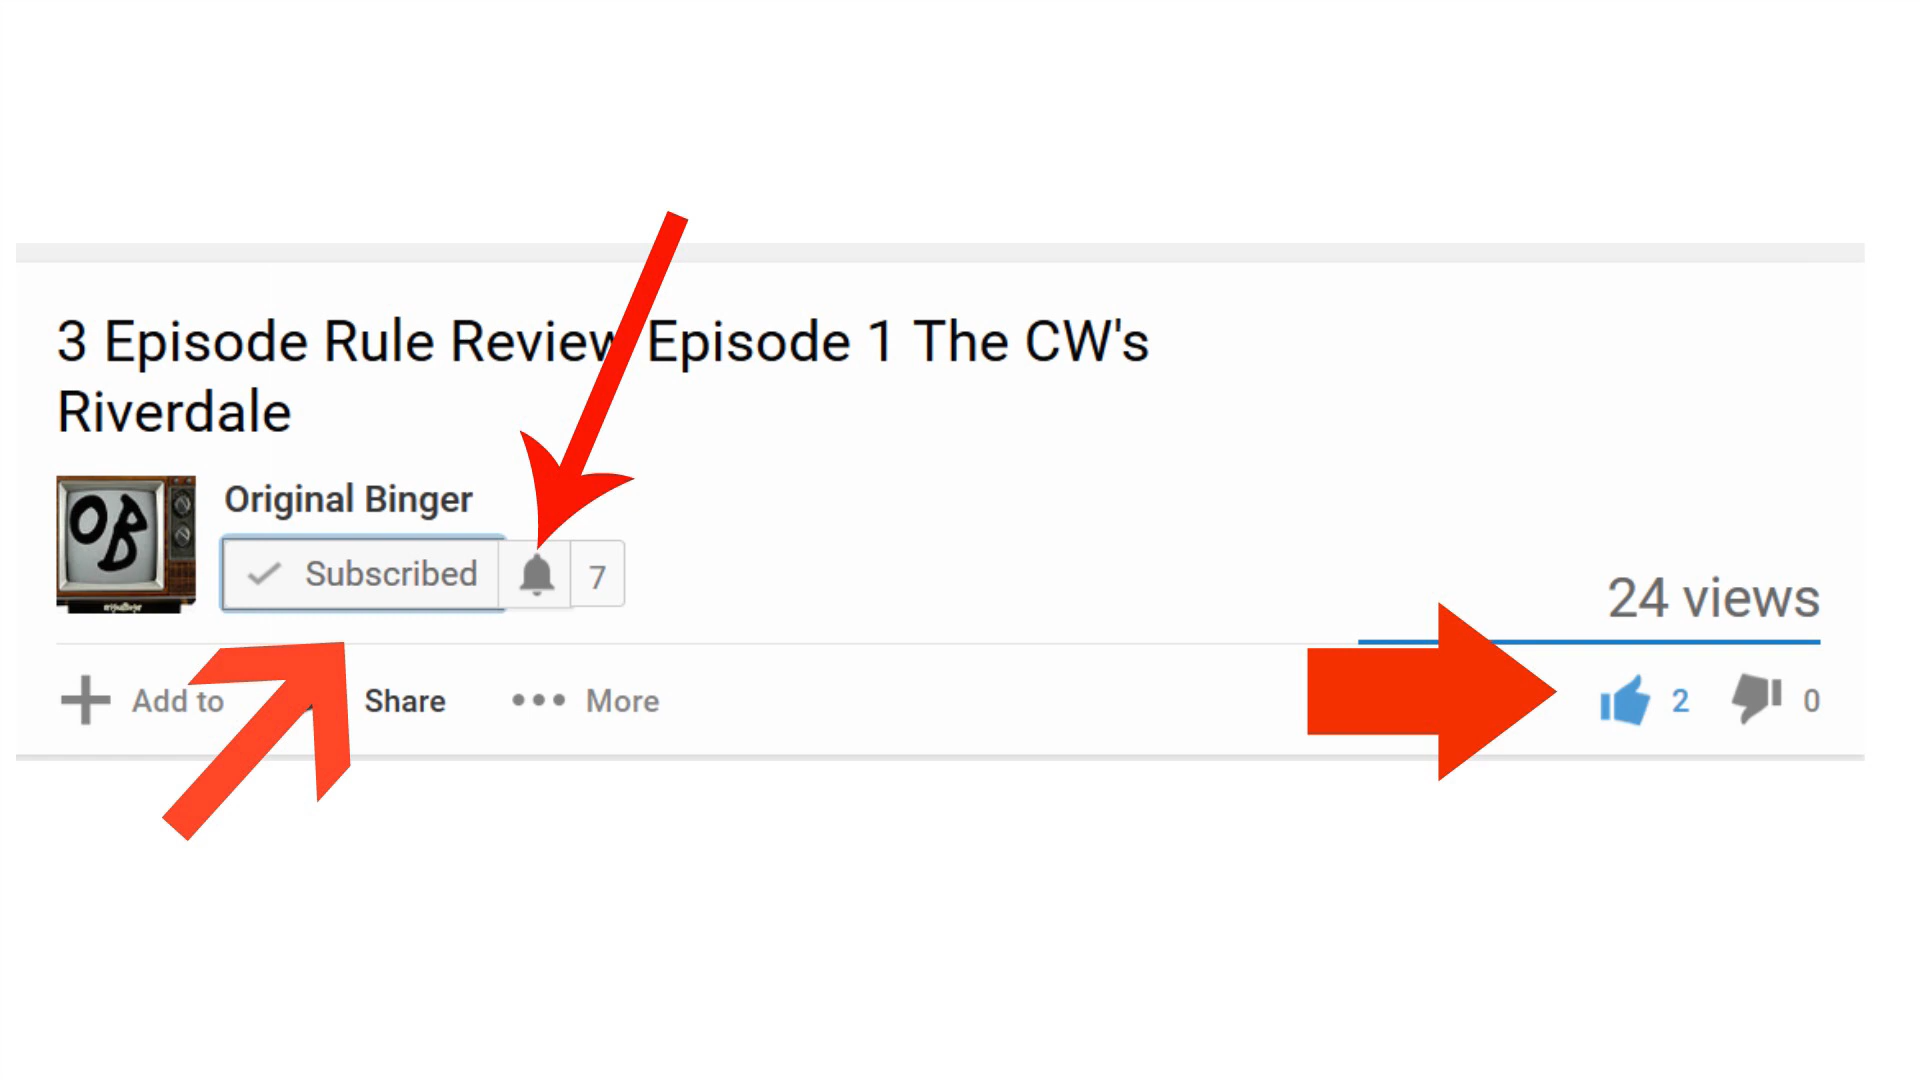 3 Episode Rule Review Episode 1 The CW's
Riverdale
OB
Original Binger
Subscribed 7
24 views
Add to Share More 2 0